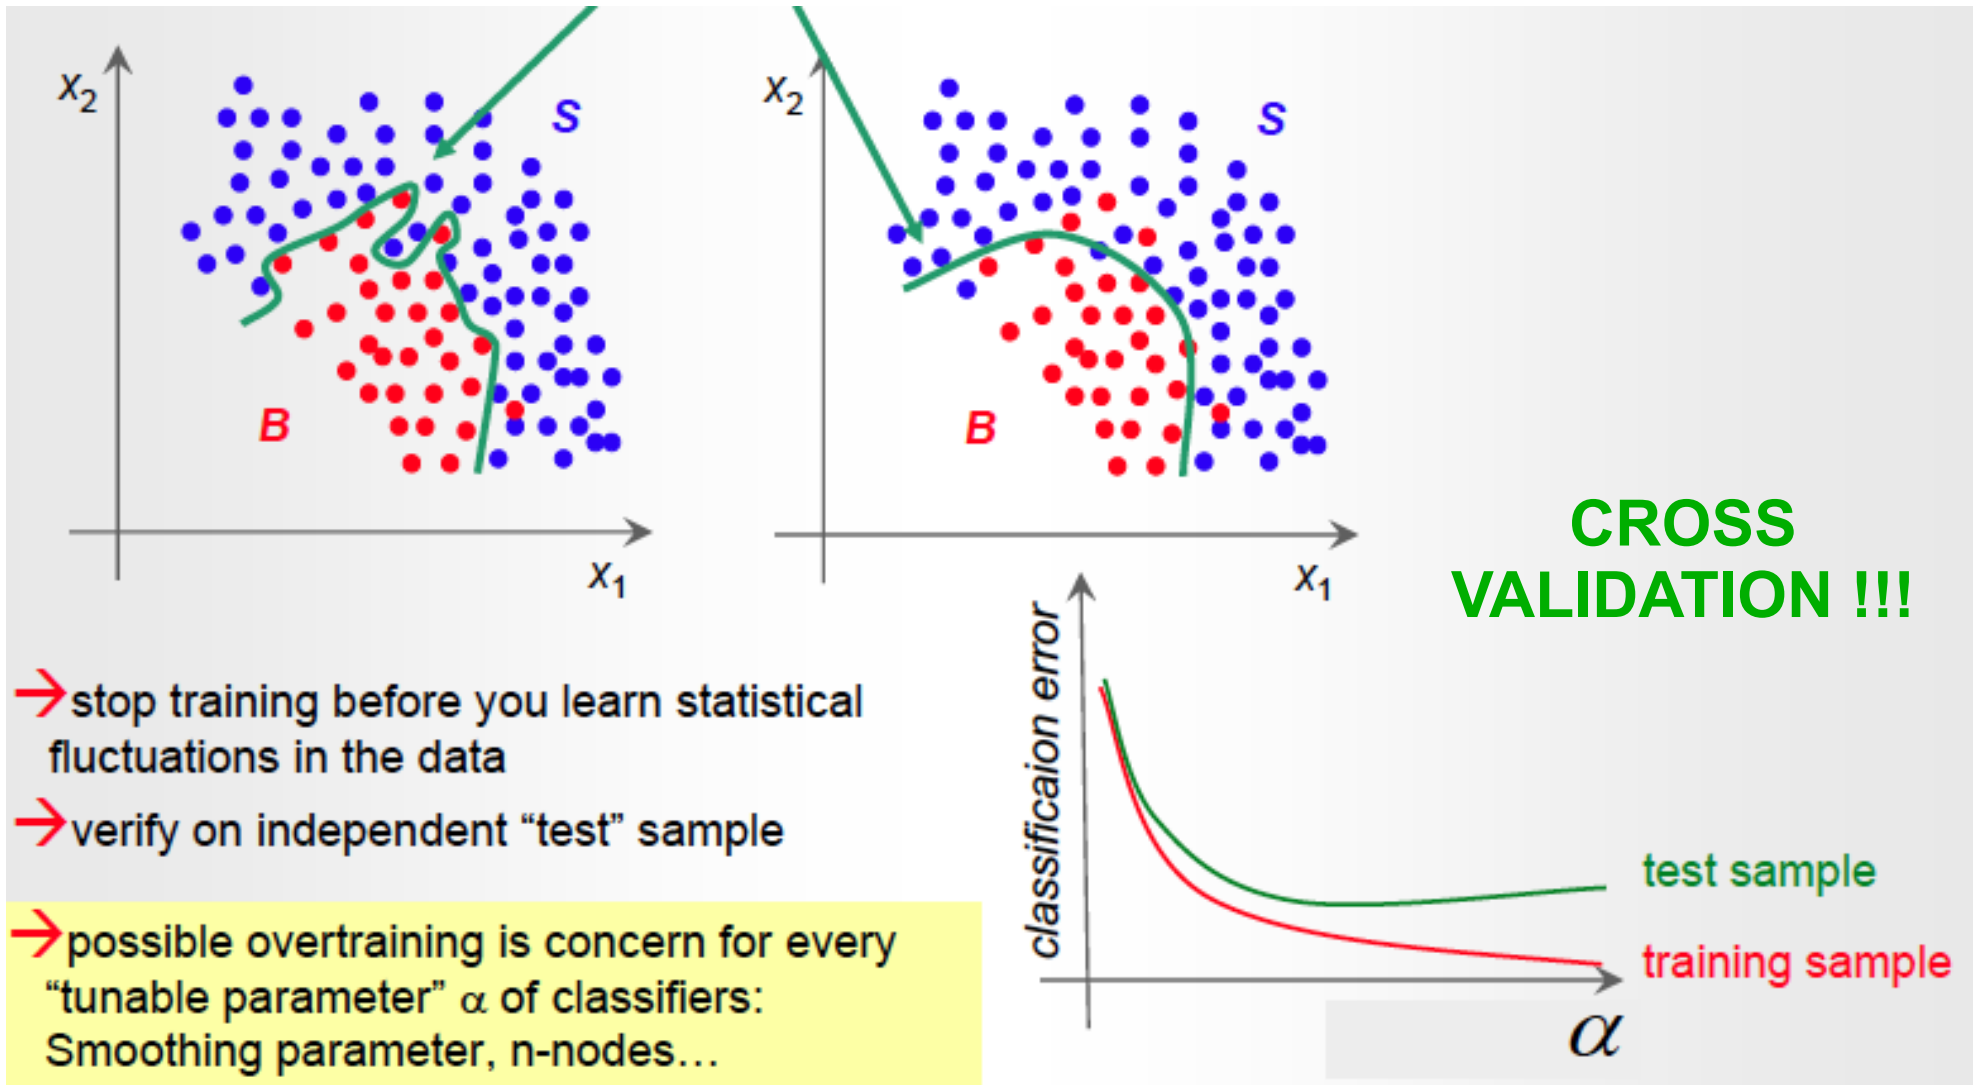 x2
S
B
x1
x2
S
B
x1
CROSS
VALIDATION !!!
→stop training before you learn statistical
fluctuations in the data
→verify on independent “test” sample
→possible overtraining is concern for every
“tunable parameter” α of classifiers:
Smoothing parameter, n-nodes…
classificaion error
test sample
training sample
α